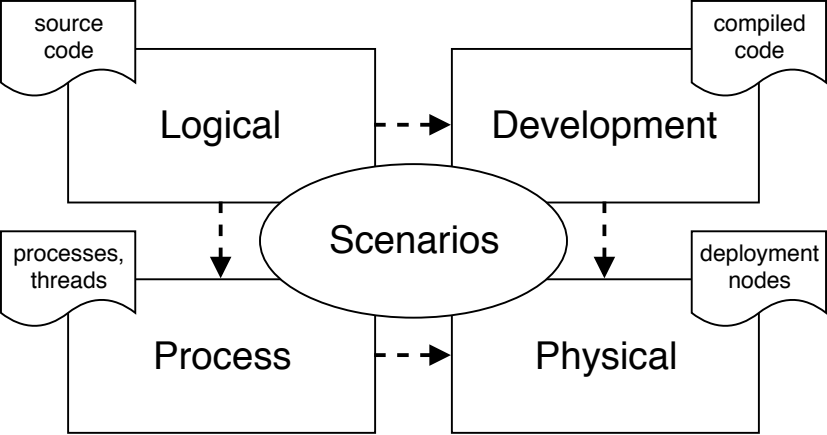 source
code
compiled
code
Logical
Development
Scenarios
processes,
threads
deployment
nodes
Process
Physical